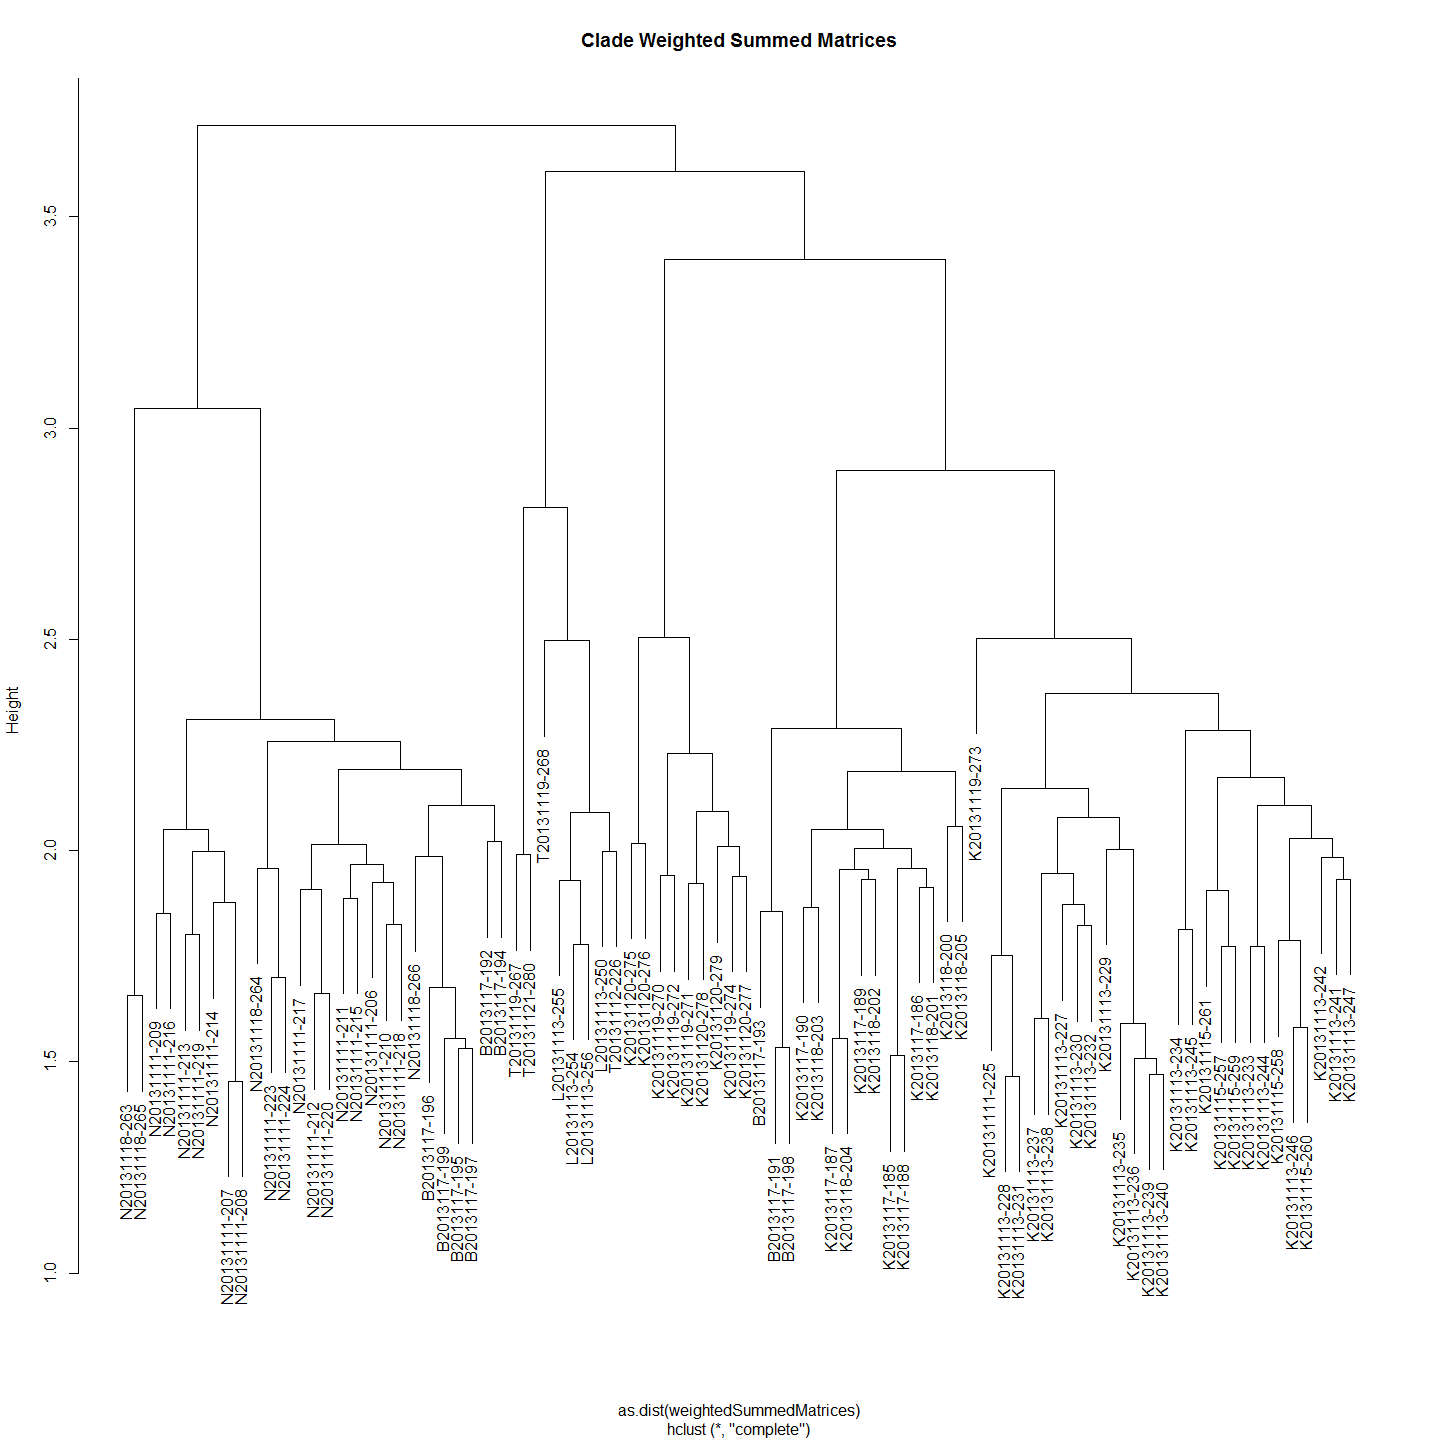 Clade Weighted Summed Matrices
Height
1.0
1.5
2.0
2.5
3.0
3.5
N20131118-263
N20131118-265
N20131111-209
N20131111-216
N20131111-213
N20131111-219
N20131111-214
N20131111-207
N20131111-208
N20131118-264
N20131111-223
N20131111-224
N20131111-217
N20131111-212
N20131111-220
N20131111-211
N20131111-215
N20131111-206
N20131111-210
N20131111-218
N20131118-266
B2013117-196
B2013117-199
B2013117-195
B2013117-197
B2013117-192
B2013117-194
T20131119-267
T20131121-280
T20131119-268
L20131113-255
L20131113-254
L20131113-256
L20131113-250
T20131112-226
K20131120-275
K20131120-276
K20131119-270
K20131119-272
K20131119-271
K20131120-278
K20131120-279
K20131119-274
K20131120-277
B2013117-193
B2013117-191
B2013117-198
K2013117-190
K2013118-203
K2013117-187
K2013118-204
K2013117-189
K2013118-202
K2013117-185
K2013117-188
K2013117-186
K2013118-201
K2013118-200
K2013118-205
K20131119-273
K20131111-225
K20131113-228
K20131113-231
K20131113-237
K20131113-238
K20131113-227
K20131113-230
K20131113-232
K20131113-229
K20131113-235
K20131113-236
K20131113-239
K20131113-240
K20131113-234
K20131113-245
K20131115-261
K20131115-257
K20131115-259
K20131113-233
K20131113-244
K20131115-258
K20131113-246
K20131115-260
K20131113-242
K20131113-241
K20131113-247
as.dist(weightedSummedMatrices)
hclust (*, "complete")